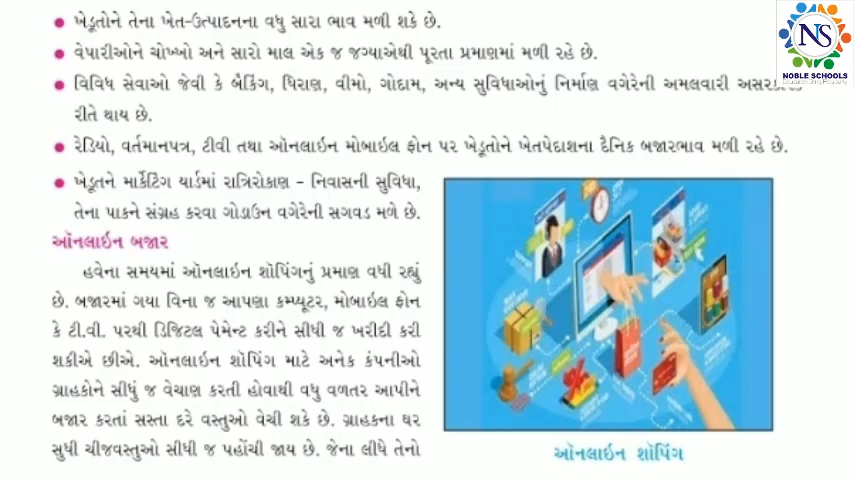 ખેડૂતોને તેના ખેત-ઉત્પાદનના વધુ સારા ભાવ મળી શકે છે.
વેપારીઓને ચોખ્ખો અને સારો માલ એક જ જગ્યાએથી પૂરતા પ્રમાણમાં મળી રહે છે.
વિવિધ સેવાઓ જેવી કે બૅંકિંગ, ધિરાણ, વીમો, ગોદામ, અન્ય સુવિધાઓનું નિર્માણ વગેરેની અમલવારી
રીતે થાય છે.
રેડિયો, વર્તમાનપત્ર, ટીવી તથા ઑનલાઇન મોબાઇલ ફોન પર ખેડૂતોને ખેતપેદાશના દૈનિક બજારભાવ મળી રહે છે.
ખેડૂતને માર્કેટિંગ યાર્ડમાં રાત્રિરોકાણ – નિવાસની સુવિધા,
તેના પાકને સંગ્રહ કરવા ગોડાઉન વગેરેની સગવડ મળે છે.
ઑનલાઇન બજાર
હવેના સમયમાં ઑનલાઇન શૉપિંગનું પ્રમાણ વધી રહ્યું
છે. બજારમાં ગયા વિના જ આપણા કમ્પ્યૂટર, મોબાઇલ ફોન
કે ટી.વી. પરથી ડિજિટલ પેમેન્ટ કરીને સીધી જ ખરીદી કરી
શકીએ છીએ. ઑનલાઇન શૉપિંગ માટે અનેક કંપનીઓ
ગ્રાહકોને સીધું જ વેચાણ કરતી હોવાથી વધુ વળતર આપીને
બજાર કરતાં સસ્તા દરે વસ્તુઓ વેચી શકે છે. ગ્રાહકના ઘર
સુધી ચીજવસ્તુઓ સીધી જ પહોંચી જાય છે. જેના લીધે તેનો
ઑનલાઇન શૉપિંગ
NS
NOBLE SCHOOLS